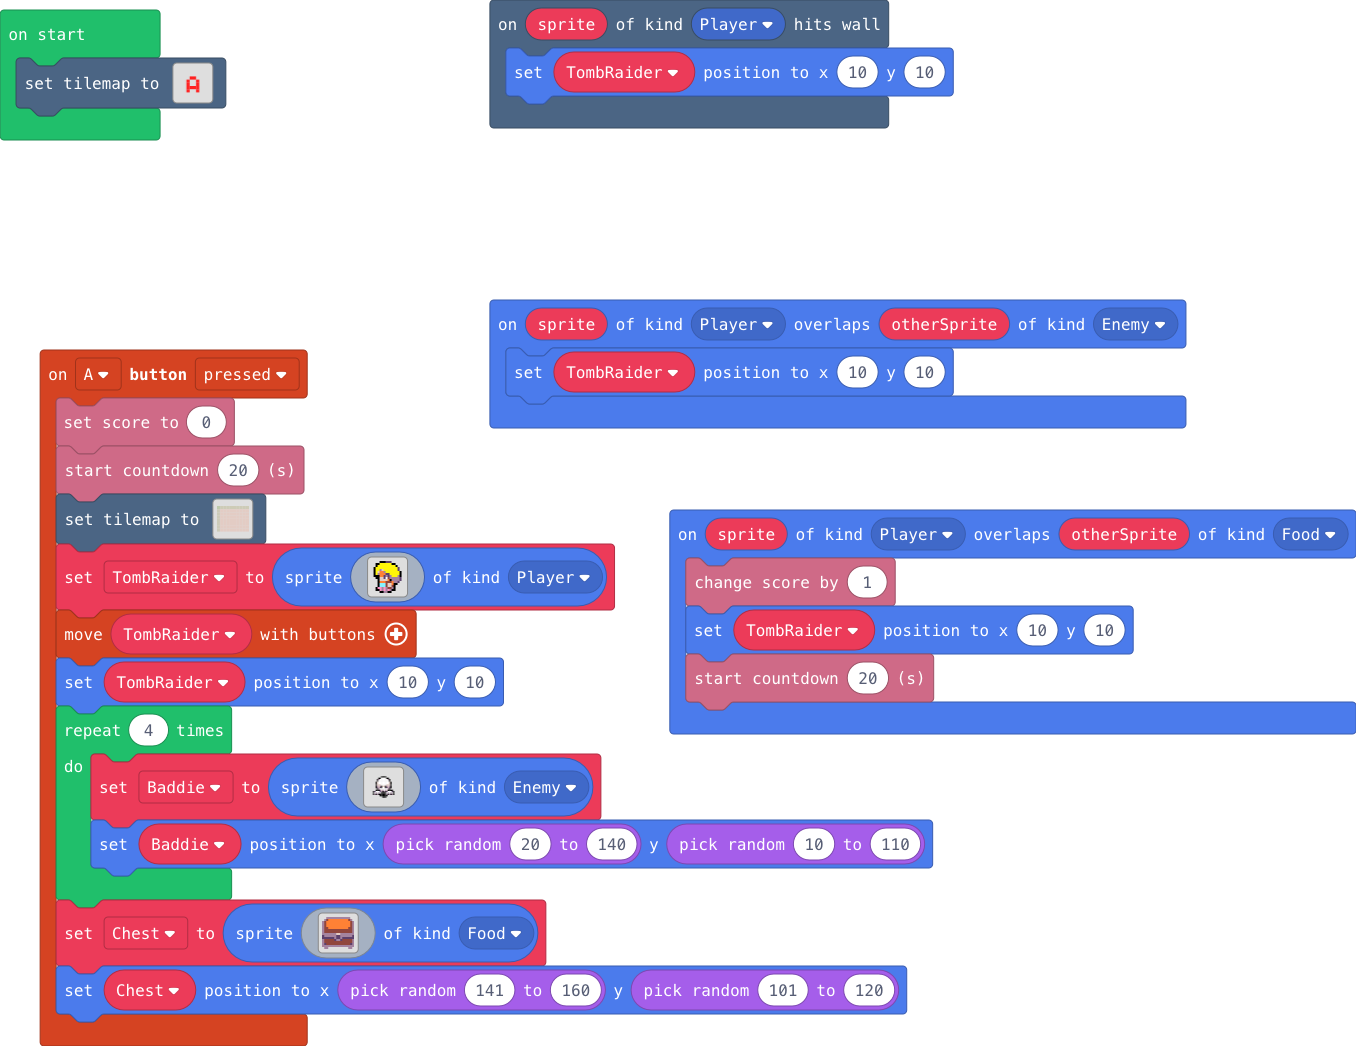 on start
set tilemap to A
on sprite of kind Player hits wall
set TombRaider position to x 10 y 10
on sprite of kind Player overlaps otherSprite of kind Enemy
set TombRaider position to x 10 y 10
on A button pressed
set score to 0
start countdown 20 (s)
set tilemap to
set TombRaider to sprite of kind Player
move TombRaider with buttons
set TombRaider position to x 10 y 10
repeat 4 times
do
set Baddie to sprite of kind Enemy
set Baddie position to x pick random 20 to 140 y pick random 10 to 110
set Chest to sprite of kind Food
set Chest position to x pick random 141 to 160 y pick random 101 to 120
on sprite of kind Player overlaps otherSprite of kind Food
change score by 1
set TombRaider position to x 10 y 10
start countdown 20 (s)